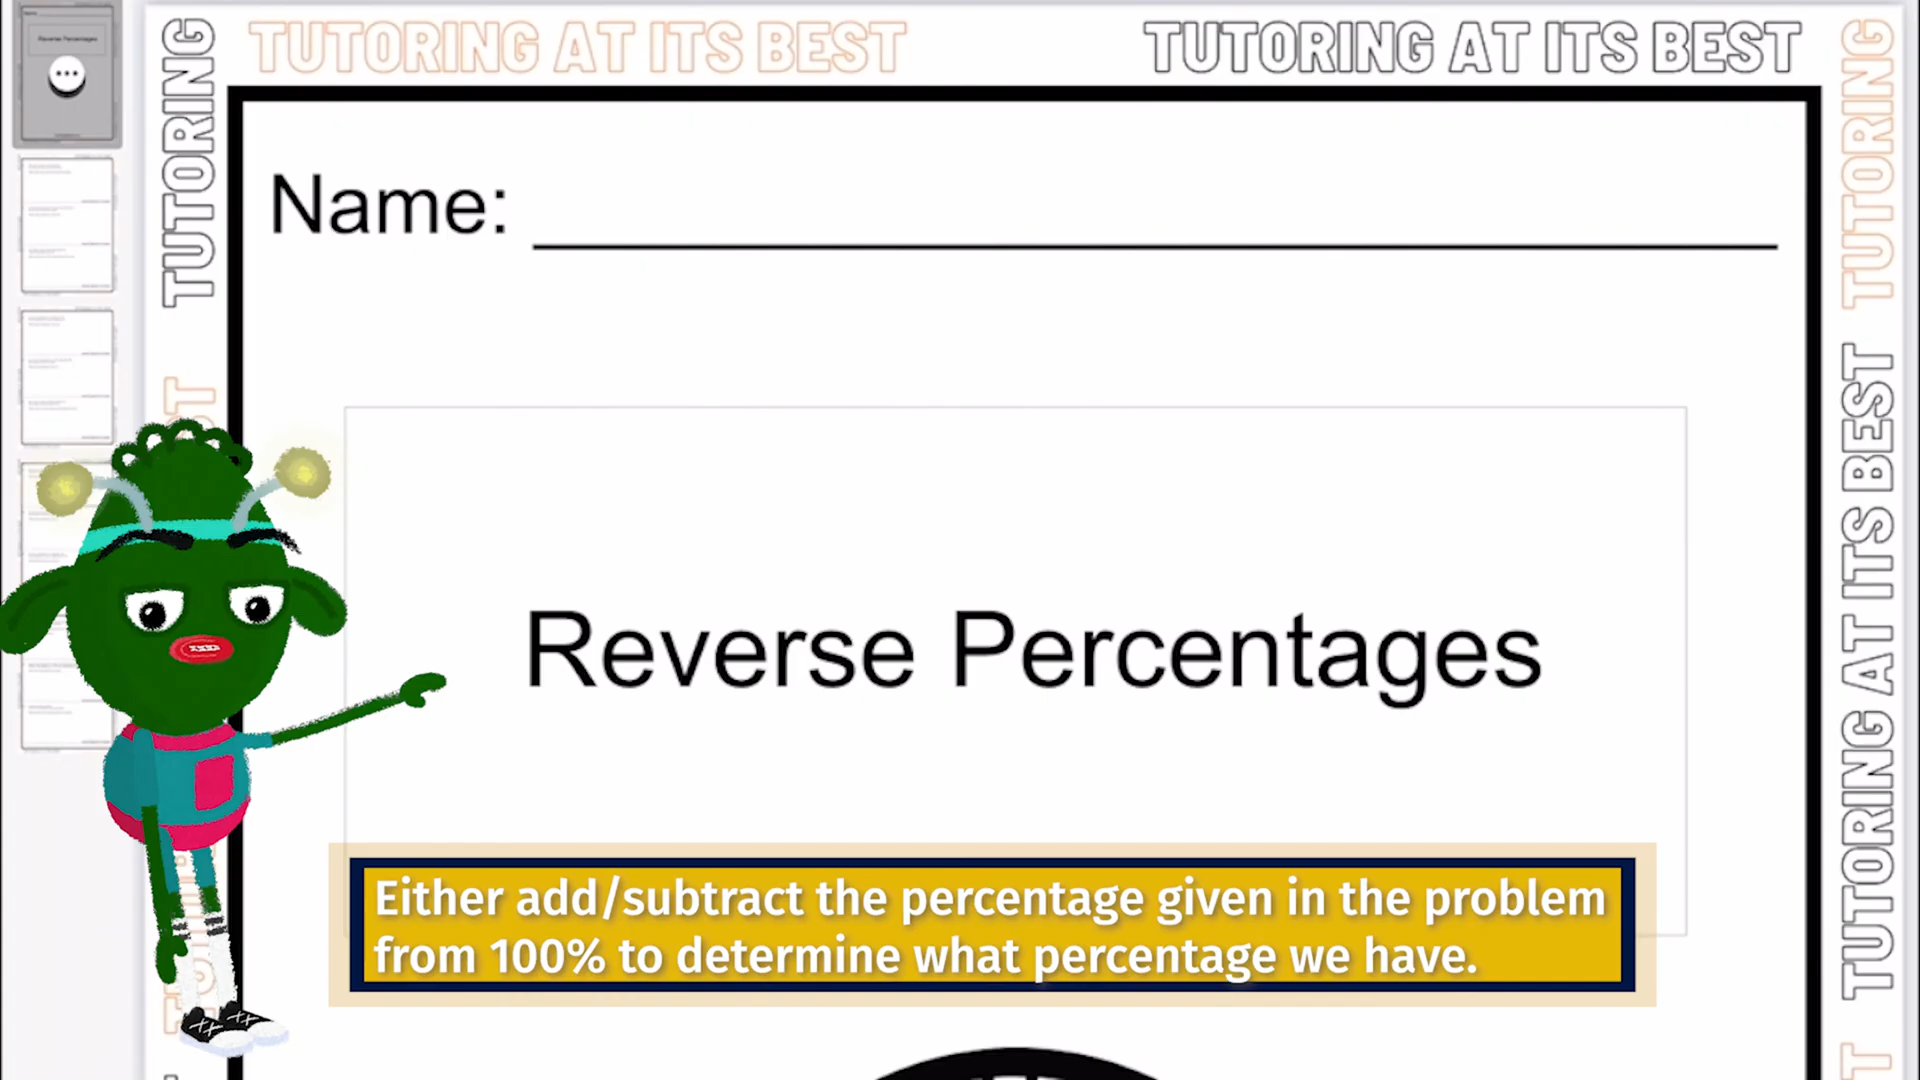 TUTORING AT ITS BEST
TUTORING AT ITS BEST
TUTORING
TUTORING
Name:
Reverse Percentages
TUTORING AT ITS BEST
Either add/subtract the percentage given in the problem
from 100% to determine what percentage we have.